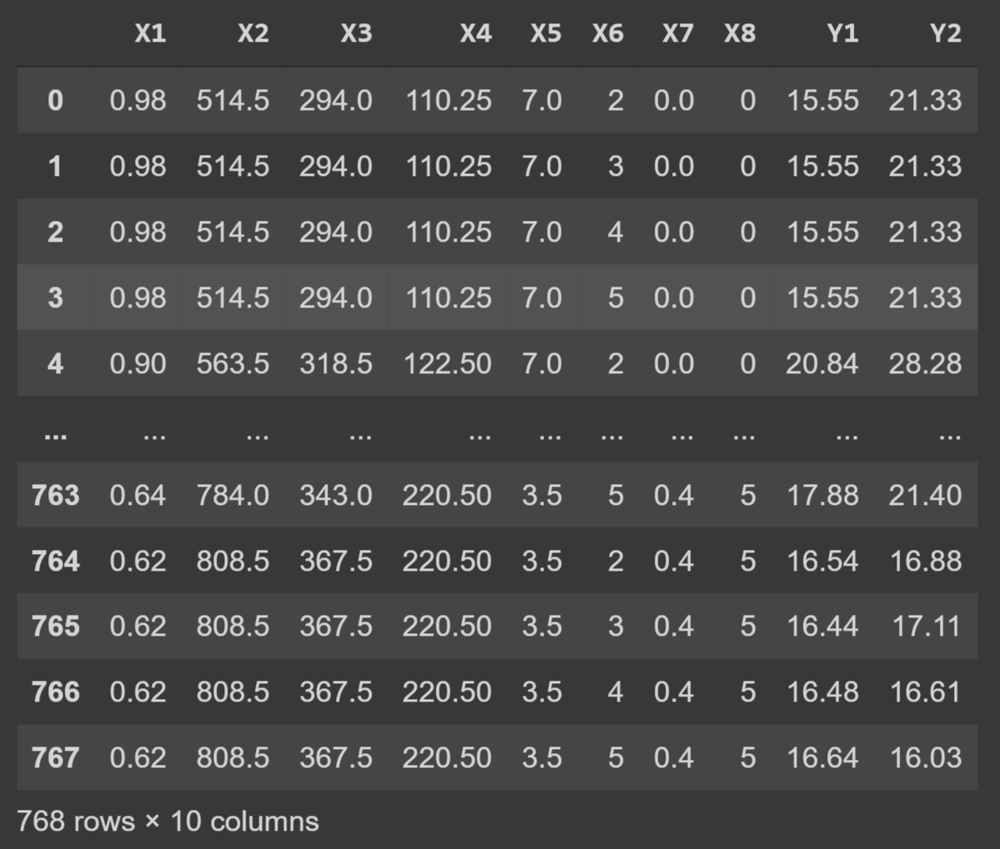 X1 X2 X3 X4 X5 X6 X7 X8 Y1 Y2
0 0.98 514.5 294.0 110.25 7.0 2 0.0 0 15.55 21.33
1 0.98 514.5 294.0 110.25 7.0 3 0.0 0 15.55 21.33
2 0.98 514.5 294.0 110.25 7.0 4 0.0 0 15.55 21.33
3 0.98 514.5 294.0 110.25 7.0 5 0.0 0 15.55 21.33
4 0.90 563.5 318.5 122.50 7.0 2 0.0 0 20.84 28.28
... ... ... ... ... ... ... ... ... ... ...
763 0.64 784.0 343.0 220.50 3.5 5 0.4 5 17.88 21.40
764 0.62 808.5 367.5 220.50 3.5 2 0.4 5 16.54 16.88
765 0.62 808.5 367.5 220.50 3.5 3 0.4 5 16.44 17.11
766 0.62 808.5 367.5 220.50 3.5 4 0.4 5 16.48 16.61
767 0.62 808.5 367.5 220.50 3.5 5 0.4 5 16.64 16.03
768 rows × 10 columns